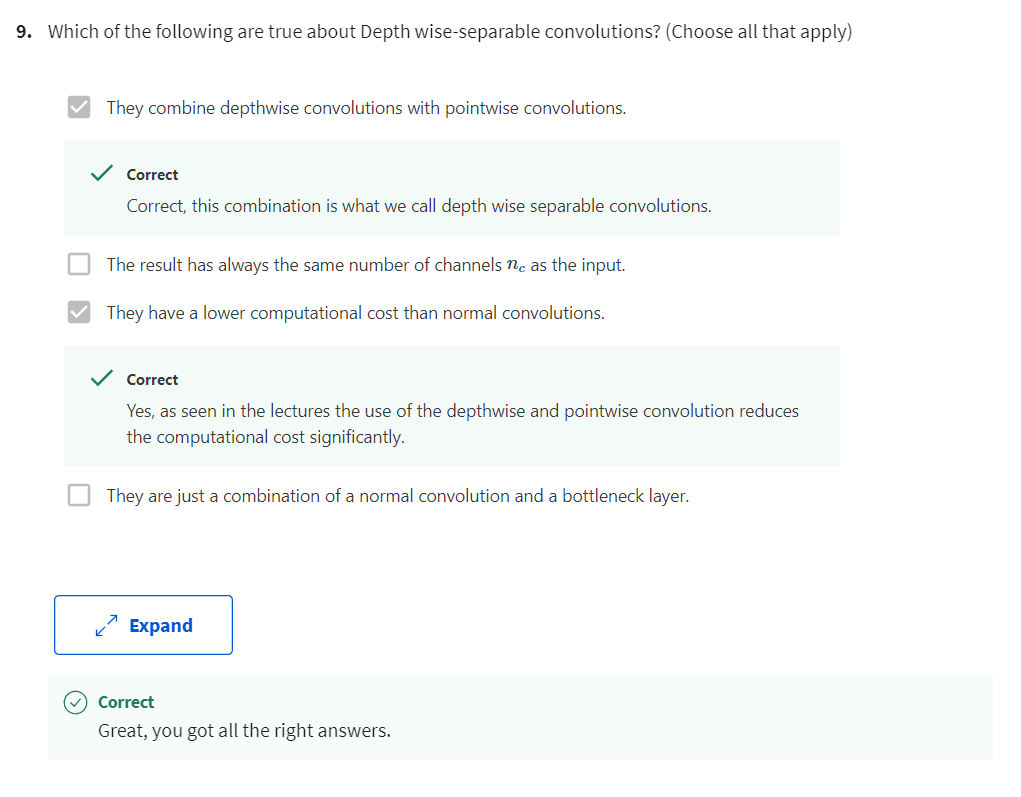 9. Which of the following are true about Depth wise-separable convolutions? (Choose all that apply)
They combine depthwise convolutions with pointwise convolutions.
Correct
Correct, this combination is what we call depth wise separable convolutions.
The result has always the same number of channels n_c as the input.
They have a lower computational cost than normal convolutions.
Correct
Yes, as seen in the lectures the use of the depthwise and pointwise convolution reduces
the computational cost significantly.
They are just a combination of a normal convolution and a bottleneck layer.
Expand
Correct
Great, you got all the right answers.